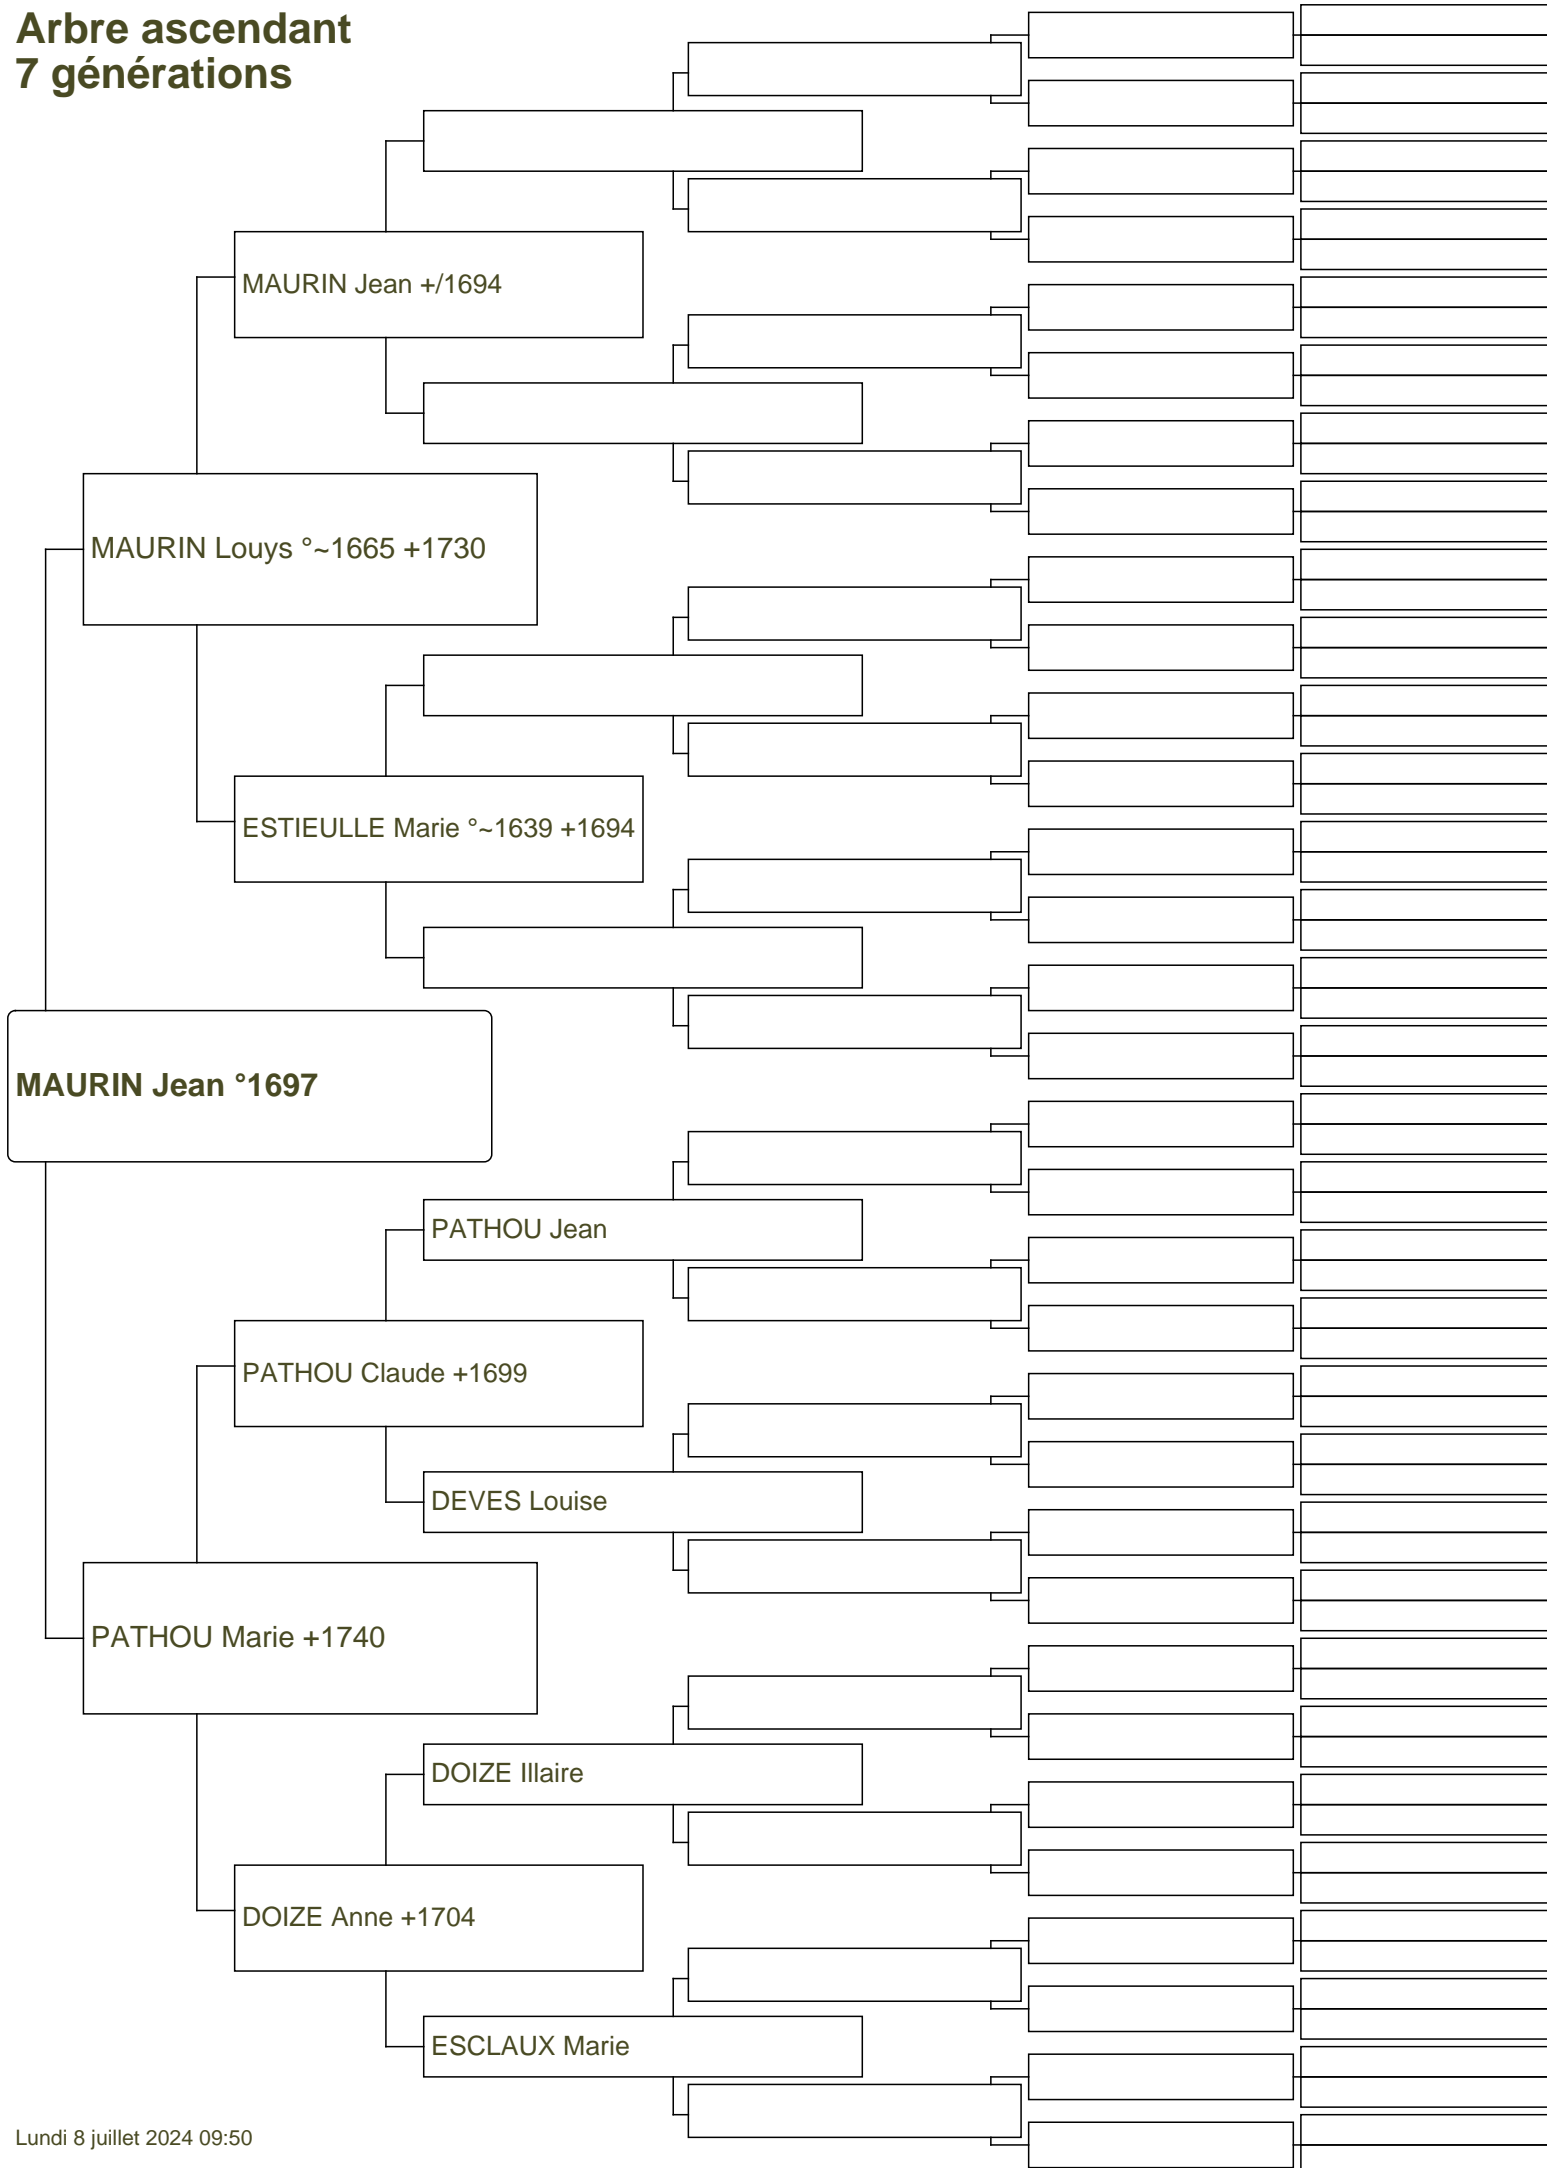 Arbre ascendant
7 générations
MAURIN Jean +/1694
MAURIN Louys °~1665 +1730
ESTIEULLE Marie °~1639 +1694
MAURIN Jean °1697
PATHOU Jean
PATHOU Claude +1699
DEVES Louise
PATHOU Marie +1740
DOIZE Illaire
DOIZE Anne +1704
ESCLAUX Marie
Lundi 8 juillet 2024 09:50